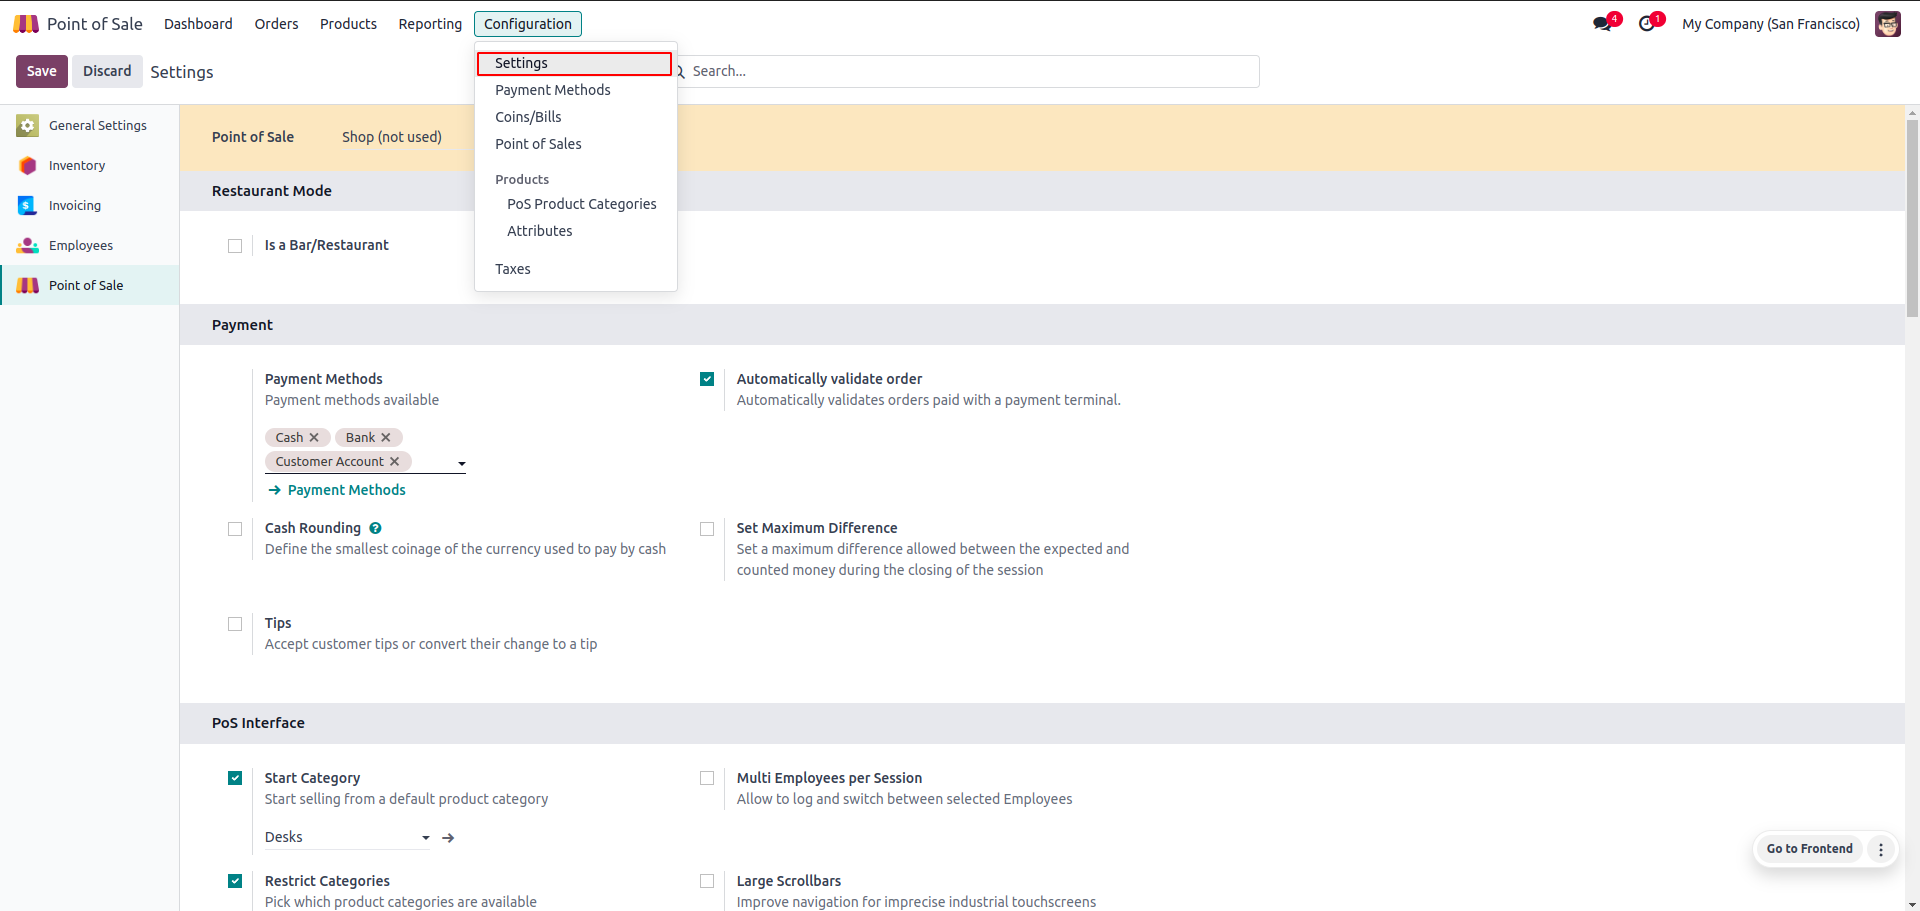 Point of Sale Dashboard Orders Products Reporting Configuration 4 1 My Company (San Francisco)
Save Discard Settings Search...
Settings
Payment Methods
Coins/Bills
Point of Sales
Products
PoS Product Categories
Attributes
Taxes
General Settings
Inventory
Invoicing
Employees
Point of Sale
Point of Sale Shop (not used)
Restaurant Mode
Is a Bar/Restaurant
Payment
Payment Methods
Payment methods available
Cash Bank
Customer Account
Payment Methods
Automatically validate order
Automatically validates orders paid with a payment terminal.
Cash Rounding ?
Define the smallest coinage of the currency used to pay by cash
Set Maximum Difference
Set a maximum difference allowed between the expected and
counted money during the closing of the session
Tips
Accept customer tips or convert their change to a tip
PoS Interface
Start Category
Start selling from a default product category
Desks
Multi Employees per Session
Allow to log and switch between selected Employees
Restrict Categories
Pick which product categories are available
Large Scrollbars
Improve navigation for imprecise industrial touchscreens
Go to Frontend